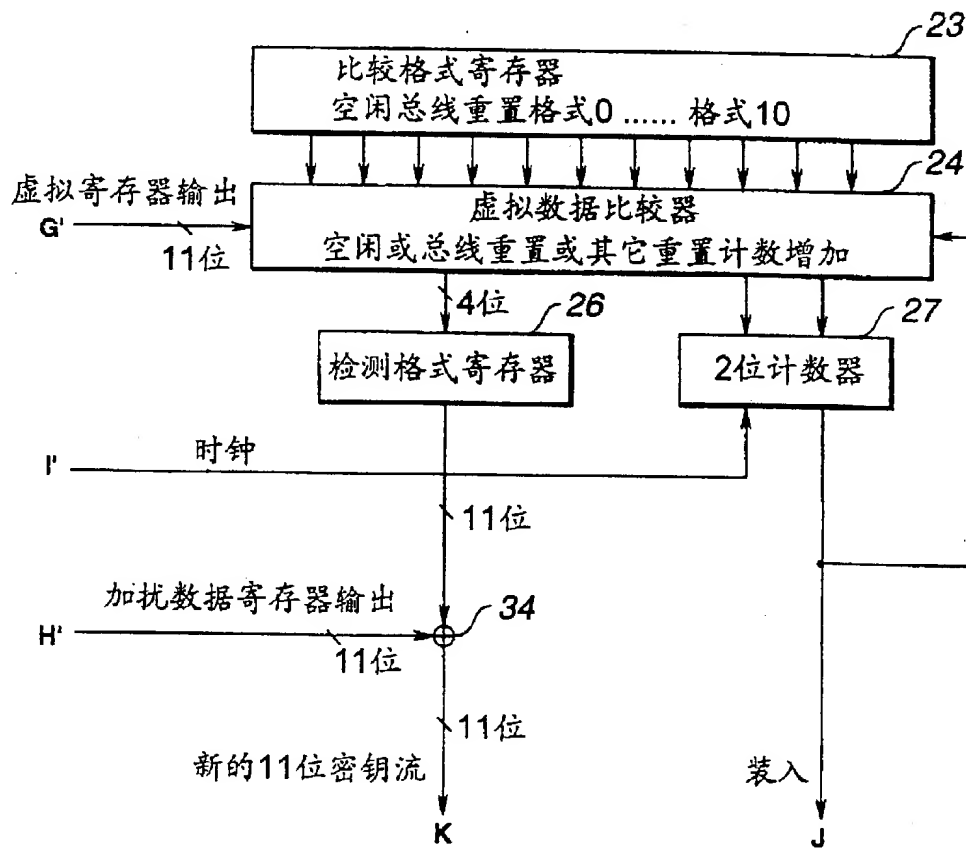 23
比较格式寄存器
空闲总线重置格式0 ...... 格式10
24
虚拟寄存器输出
G'
11位
虚拟数据比较器
空闲或总线重置或其它重置计数增加
4位
26
27
检测格式寄存器
2位计数器
I'
时钟
11位
加扰数据寄存器输出
34
H'
11位
11位
新的11位密钥流
装入
K
J